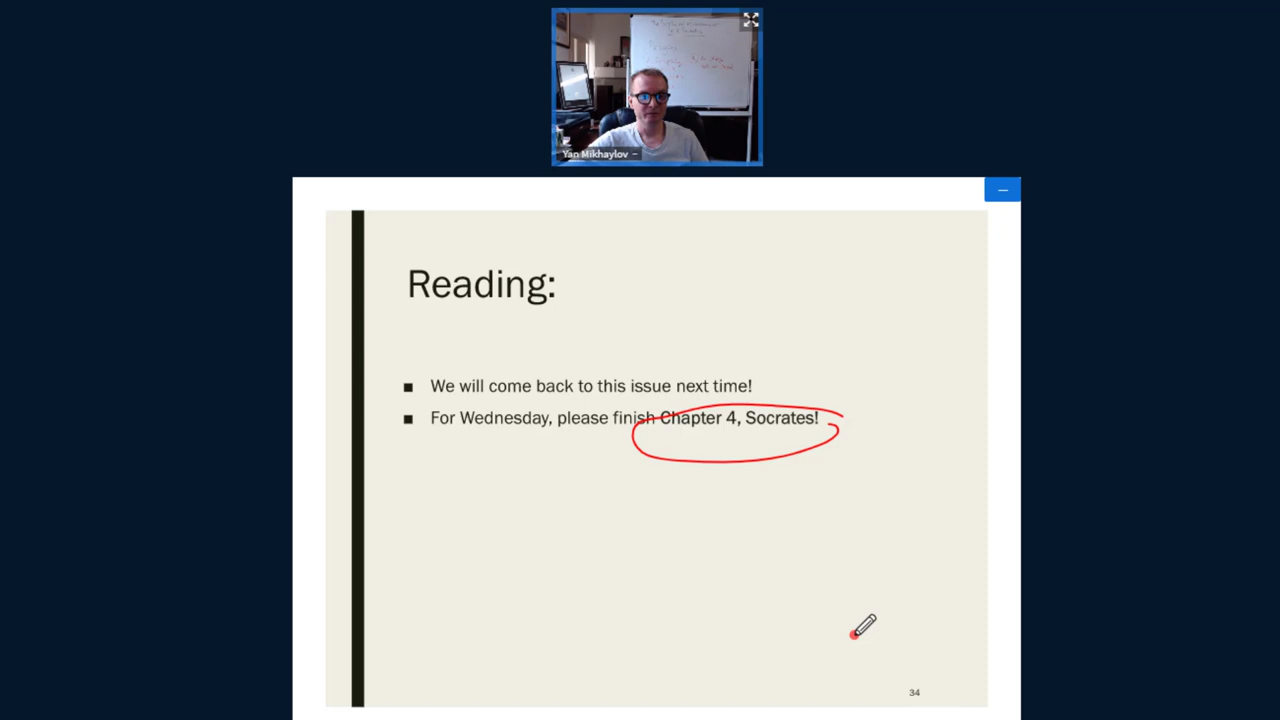 Yan Mikhaylov
Reading:
We will come back to this issue next time!
For Wednesday, please finish Chapter 4, Socrates!
34